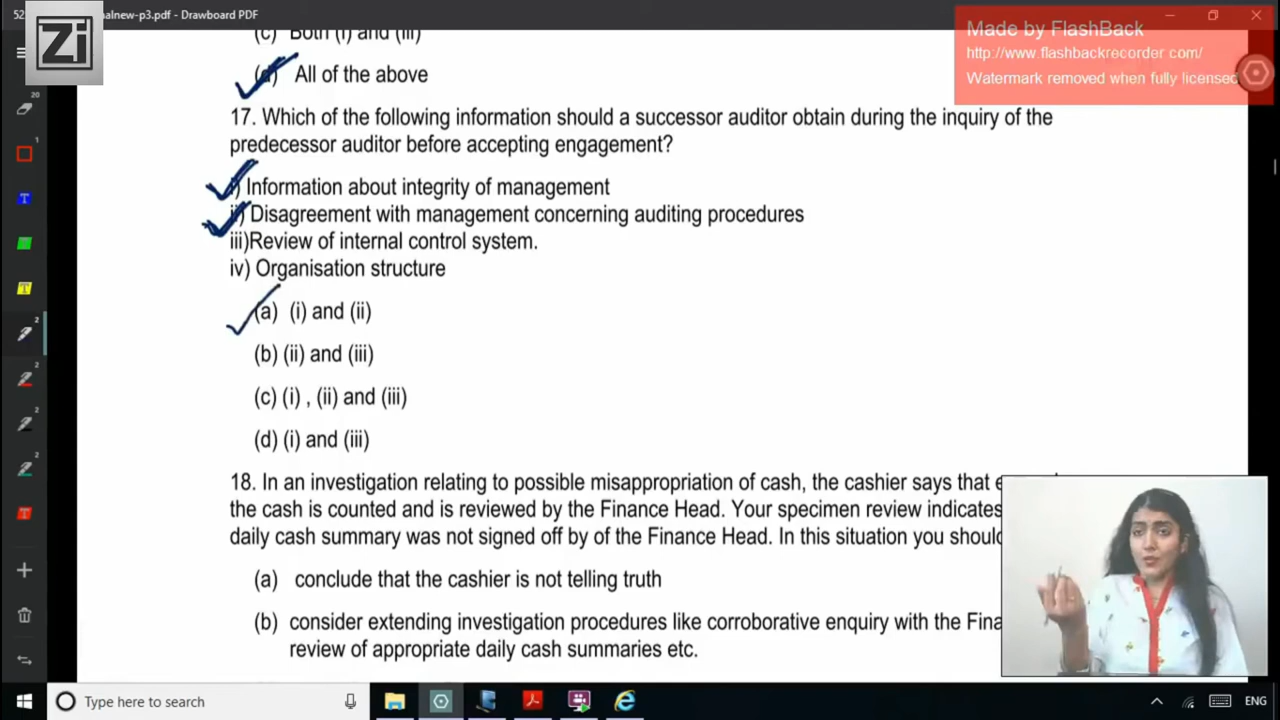 52
nalnew-p3.pdf - Drawboard PDF
Zi
Made by FlashBack
http://www.flashbackrecorder.com/
Watermark removed when fully licensed
20
(c) Both (i) and (iii)
(d) All of the above
17. Which of the following information should a successor auditor obtain during the inquiry of the
predecessor auditor before accepting engagement?
i) Information about integrity of management
ii) Disagreement with management concerning auditing procedures
iii)Review of internal control system.
iv) Organisation structure
(a) (i) and (ii)
(b) (ii) and (iii)
(c) (i) , (ii) and (iii)
(d) (i) and (iii)
18. In an investigation relating to possible misappropriation of cash, the cashier says that
the cash is counted and is reviewed by the Finance Head. Your specimen review indicates
daily cash summary was not signed off by of the Finance Head. In this situation you should
(a) conclude that the cashier is not telling truth
(b) consider extending investigation procedures like corroborative enquiry with the
review of appropriate daily cash summaries etc.
Type here to search
ENG